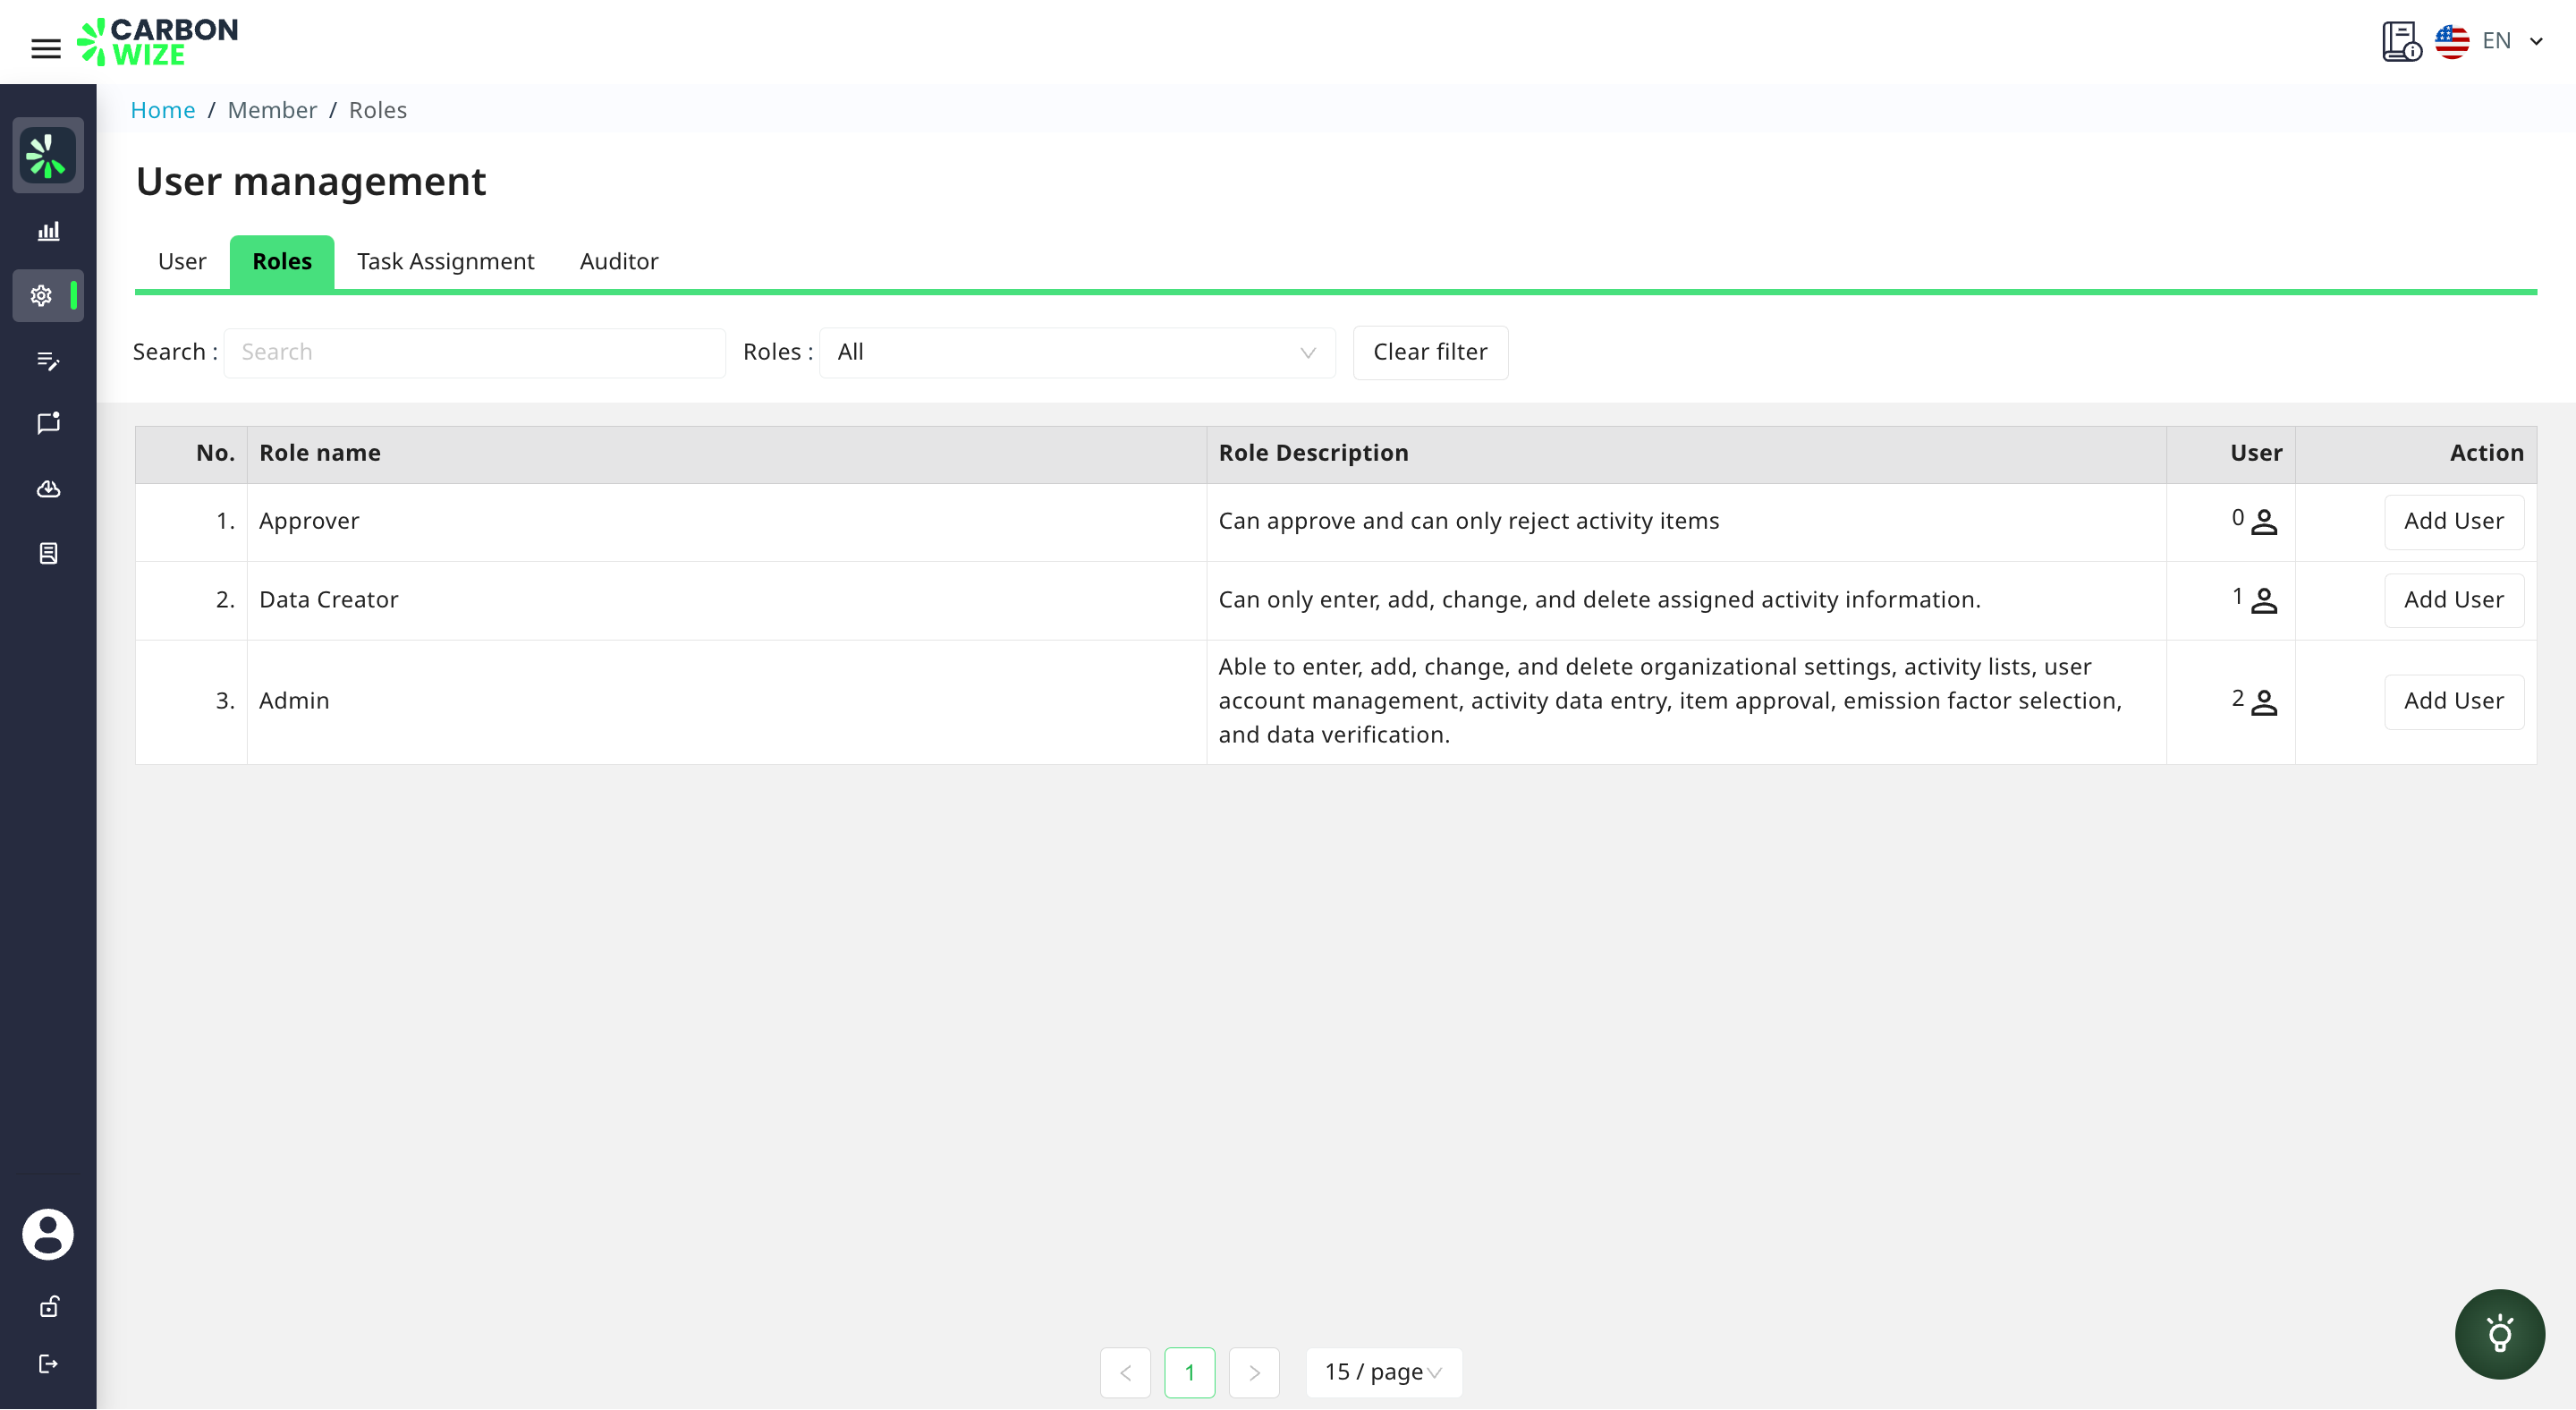 CARBON
WIZE
EN
Home / Member / Roles
User management
User Roles Task Assignment Auditor
Search : Search Roles : All Clear filter
No. Role name Role Description User Action
1. Approver Can approve and can only reject activity items 0 Add User
2. Data Creator Can only enter, add, change, and delete assigned activity information. 1 Add User
3. Admin Able to enter, add, change, and delete organizational settings, activity lists, user
account management, activity data entry, item approval, emission factor selection,
and data verification. 2 Add User
< 1 > 15 / page